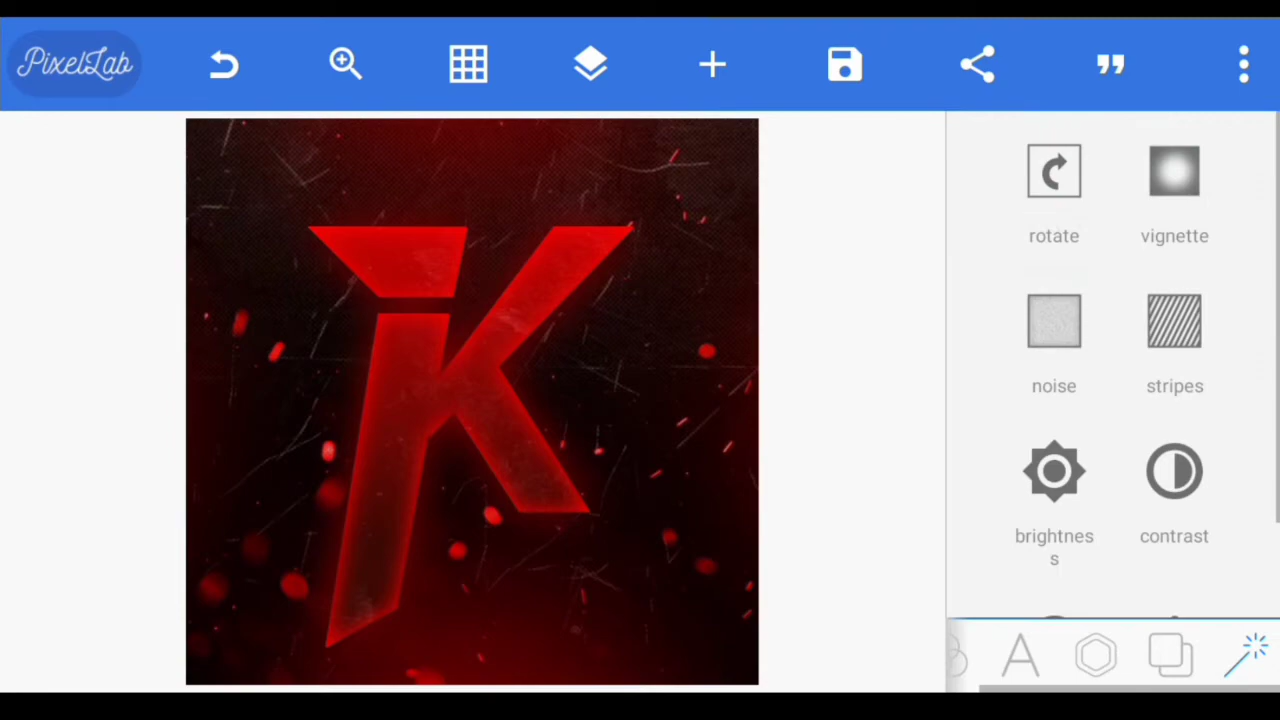 PixelLab
K
rotate
vignette
noise
stripes
brightnes
s
contrast